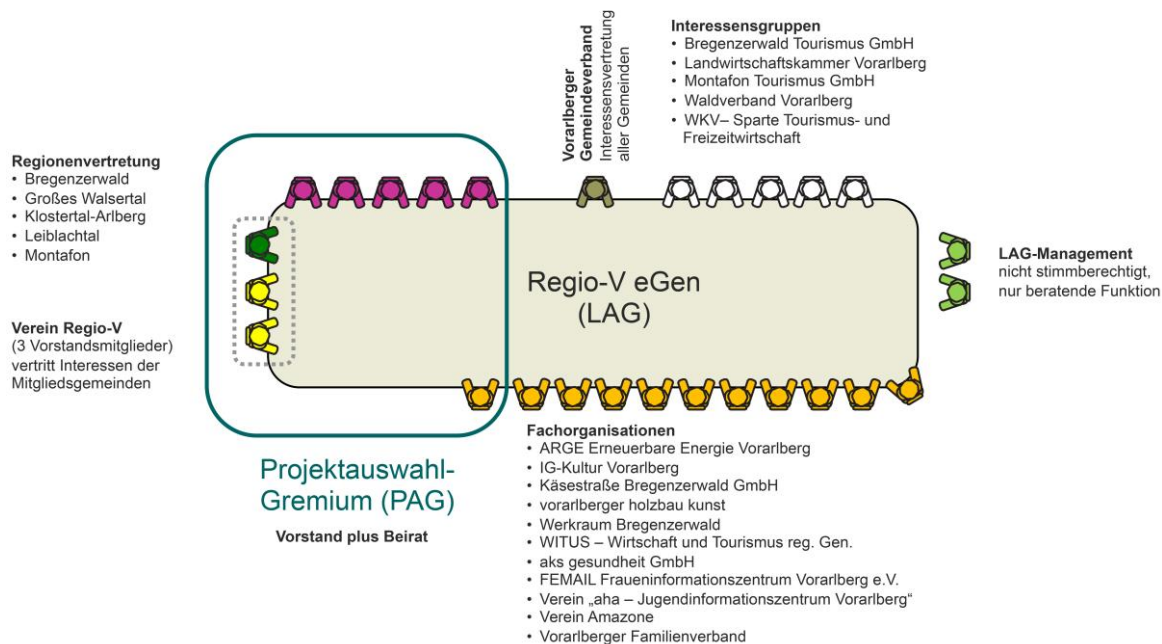 Regionenvertretung
• Bregenzerwald
• Großes Walsertal
• Klostertal-Arlberg
• Leiblachtal
• Montafon
Verein Regio-V
(3 Vorstandsmitglieder)
vertritt Interessen der
Mitgliedsgemeinden
Vorarlberger
Gemeindeverband
Interessensvertretung
aller Gemeinden
Interessensgruppen
• Bregenzerwald Tourismus GmbH
• Landwirtschaftskammer Vorarlberg
• Montafon Tourismus GmbH
• Waldverband Vorarlberg
• WKV– Sparte Tourismus- und
Freizeitwirtschaft
Regio-V eGen
(LAG)
LAG-Management
nicht stimmberechtigt,
nur beratende Funktion
Projektauswahl-
Gremium (PAG)
Vorstand plus Beirat
Fachorganisationen
• ARGE Erneuerbare Energie Vorarlberg
• IG-Kultur Vorarlberg
• Käsestraße Bregenzerwald GmbH
• vorarlberger holzbau kunst
• Werkraum Bregenzerwald
• WITUS – Wirtschaft und Tourismus reg. Gen.
• aks gesundheit GmbH
• FEMAIL Fraueninformationszentrum Vorarlberg e.V.
• Verein „aha – Jugendinformationszentrum Vorarlberg“
• Verein Amazone
• Vorarlberger Familienverband